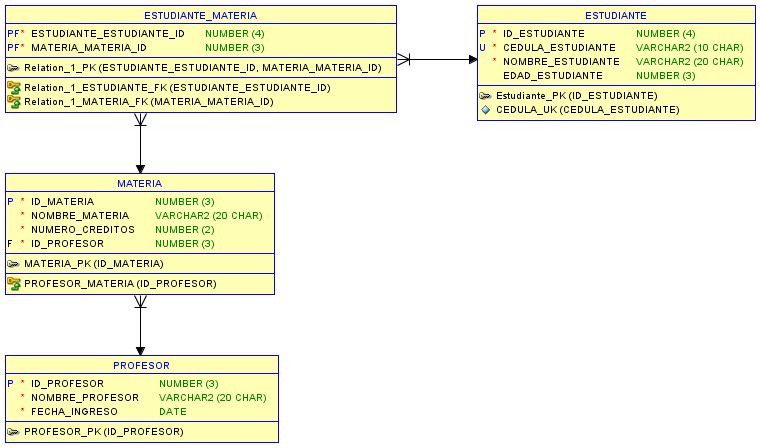 ESTUDIANTE_MATERIA
PF* ESTUDIANTE_ESTUDIANTE_ID NUMBER (4)
PF* MATERIA_MATERIA_ID NUMBER (3)
Relation_1_PK (ESTUDIANTE_ESTUDIANTE_ID, MATERIA_MATERIA_ID)
Relation_1_ESTUDIANTE_FK (ESTUDIANTE_ESTUDIANTE_ID)
Relation_1_MATERIA_FK (MATERIA_MATERIA_ID)
ESTUDIANTE
P * ID_ESTUDIANTE NUMBER (4)
U * CEDULA_ESTUDIANTE VARCHAR2 (10 CHAR)
* NOMBRE_ESTUDIANTE VARCHAR2 (20 CHAR)
EDAD_ESTUDIANTE NUMBER (3)
Estudiante_PK (ID_ESTUDIANTE)
CEDULA_UK (CEDULA_ESTUDIANTE)
MATERIA
P * ID_MATERIA NUMBER (3)
* NOMBRE_MATERIA VARCHAR2 (20 CHAR)
* NUMERO_CREDITOS NUMBER (2)
F * ID_PROFESOR NUMBER (3)
MATERIA_PK (ID_MATERIA)
PROFESOR_MATERIA (ID_PROFESOR)
PROFESOR
P * ID_PROFESOR NUMBER (3)
* NOMBRE_PROFESOR VARCHAR2 (20 CHAR)
* FECHA_INGRESO DATE
PROFESOR_PK (ID_PROFESOR)